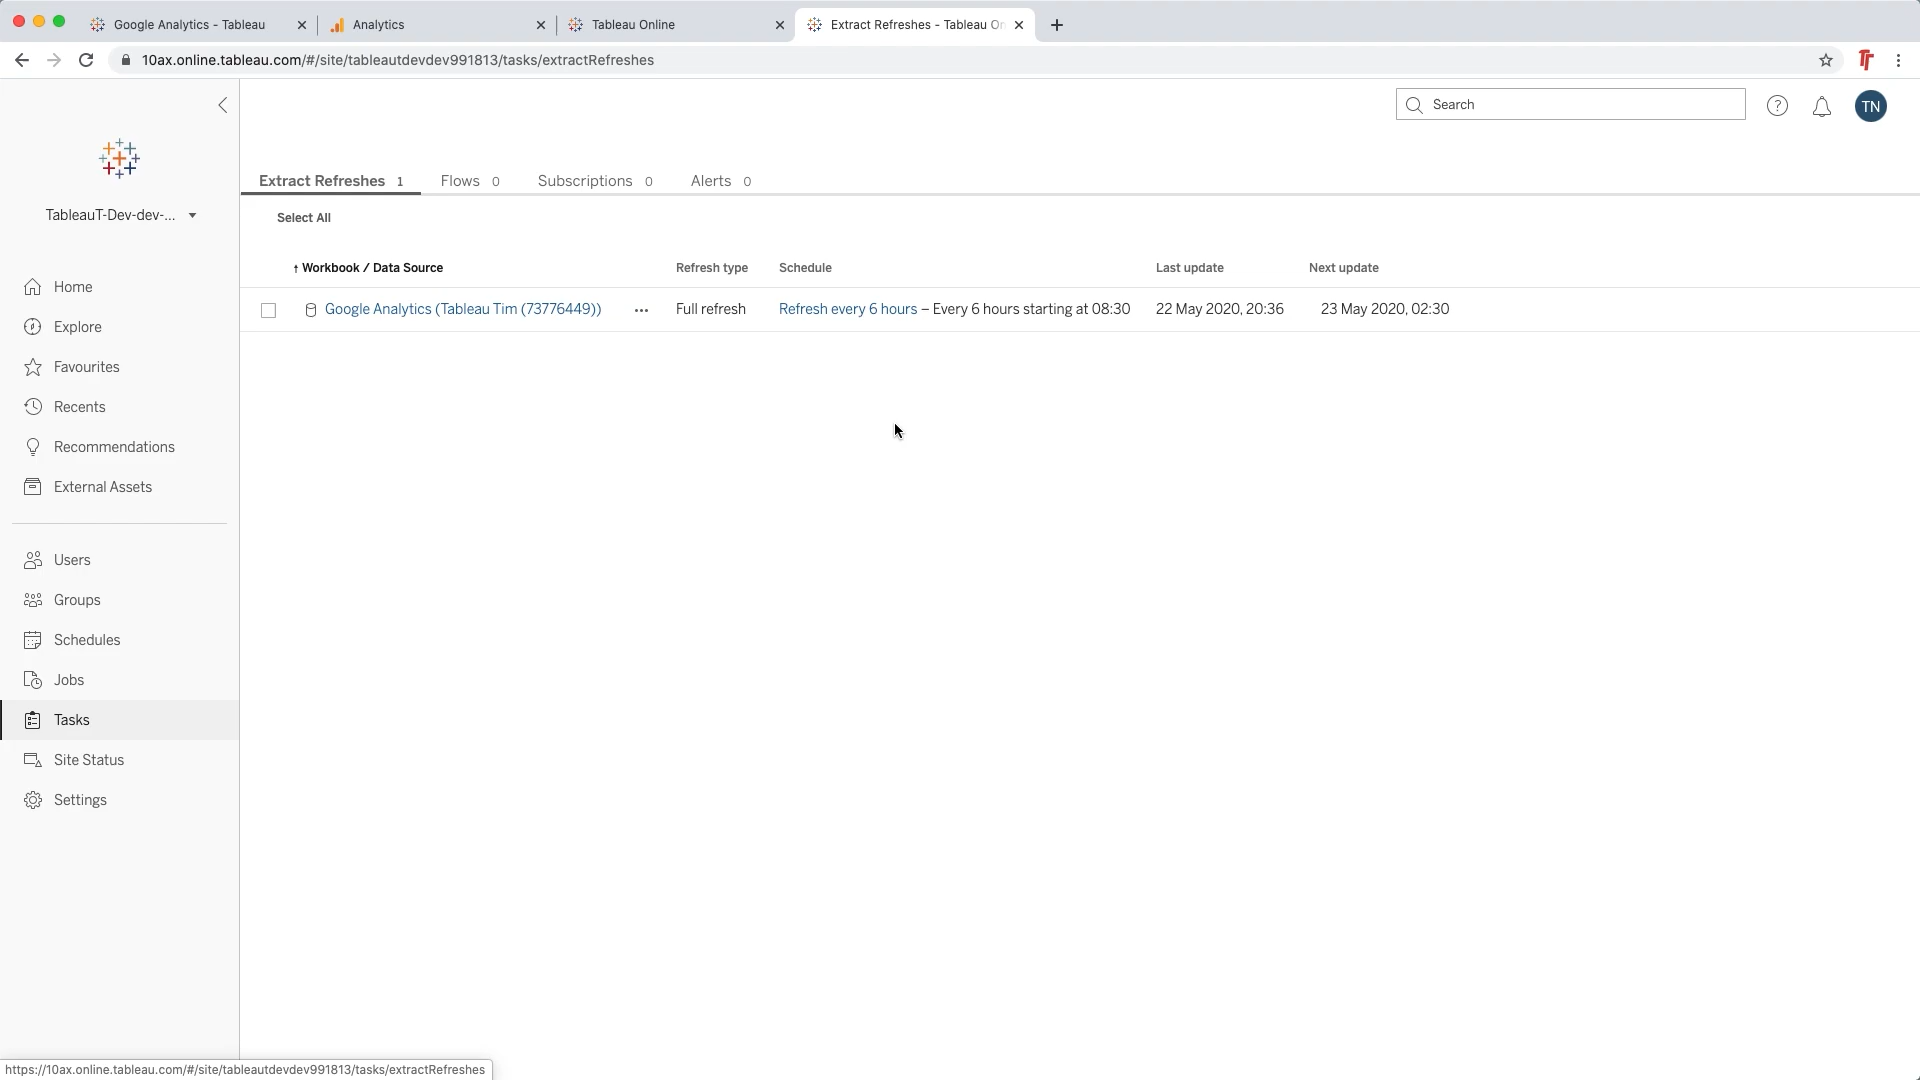 Google Analytics - Tableau
Analytics
Tableau Online
Extract Refreshes - Tableau On
10ax.online.tableau.com/#/site/tableautdevdev991813/tasks/extractRefreshes
Search
TN
TableauT-Dev-dev-...
Extract Refreshes 1 Flows 0 Subscriptions 0 Alerts 0
Select All
↑ Workbook / Data Source Refresh type Schedule Last update Next update
Google Analytics (Tableau Tim (73776449)) ... Full refresh Refresh every 6 hours – Every 6 hours starting at 08:30 22 May 2020, 20:36 23 May 2020, 02:30
Home
Explore
Favourites
Recents
Recommendations
External Assets
Users
Groups
Schedules
Jobs
Tasks
Site Status
Settings
https://10ax.online.tableau.com/#/site/tableautdevdev991813/tasks/extractRefreshes